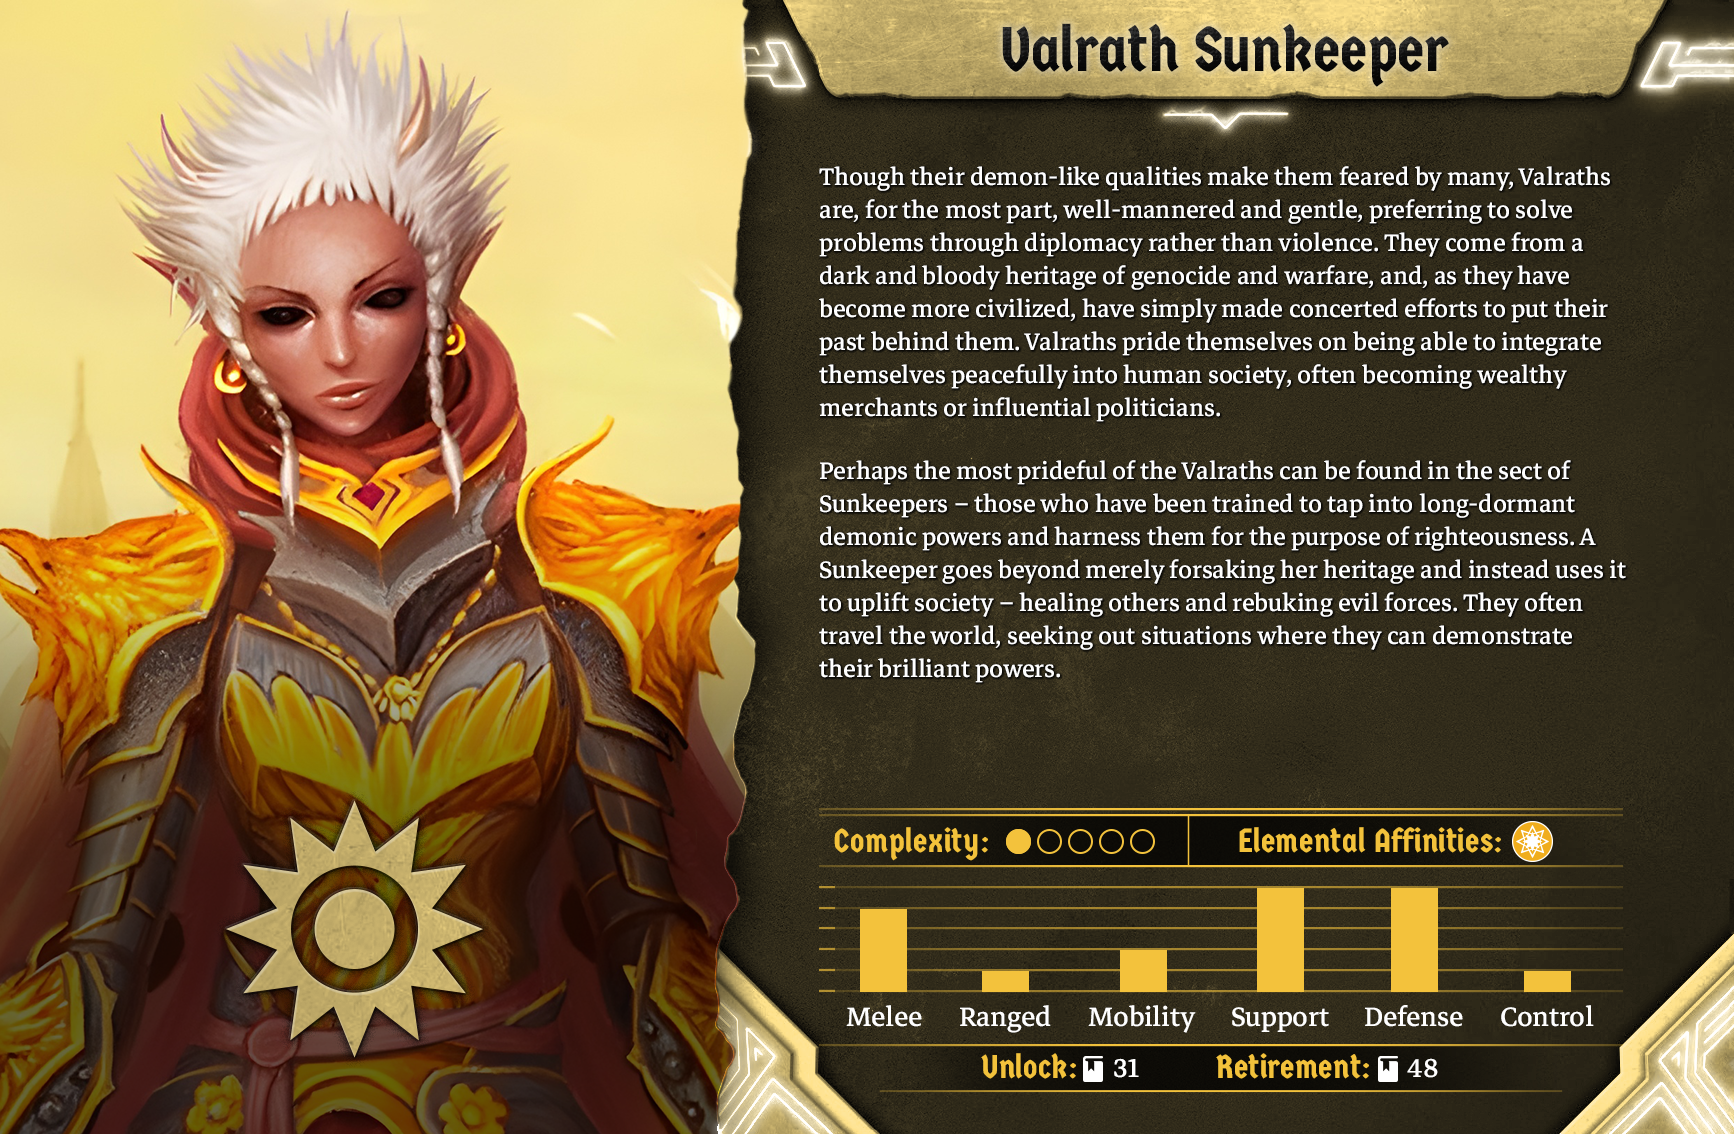 Valrath Sunkeeper
Though their demon-like qualities make them feared by many, Valraths
are, for the most part, well-mannered and gentle, preferring to solve
problems through diplomacy rather than violence. They come from a
dark and bloody heritage of genocide and warfare, and, as they have
become more civilized, have simply made concerted efforts to put their
past behind them. Valraths pride themselves on being able to integrate
themselves peacefully into human society, often becoming wealthy
merchants or influential politicians.
Perhaps the most prideful of the Valraths can be found in the sect of
Sunkeepers – those who have been trained to tap into long-dormant
demonic powers and harness them for the purpose of righteousness. A
Sunkeeper goes beyond merely forsaking her heritage and instead uses it
to uplift society – healing others and rebuking evil forces. They often
travel the world, seeking out situations where they can demonstrate
their brilliant powers.
Complexity: Elemental Affinities:
Melee Ranged Mobility Support Defense Control
Unlock: 31 Retirement: 48